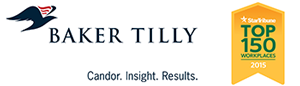 BAKER TILLY
Candor. Insight. Results.
StarTribune
TOP
150
WORKPLACES
2015